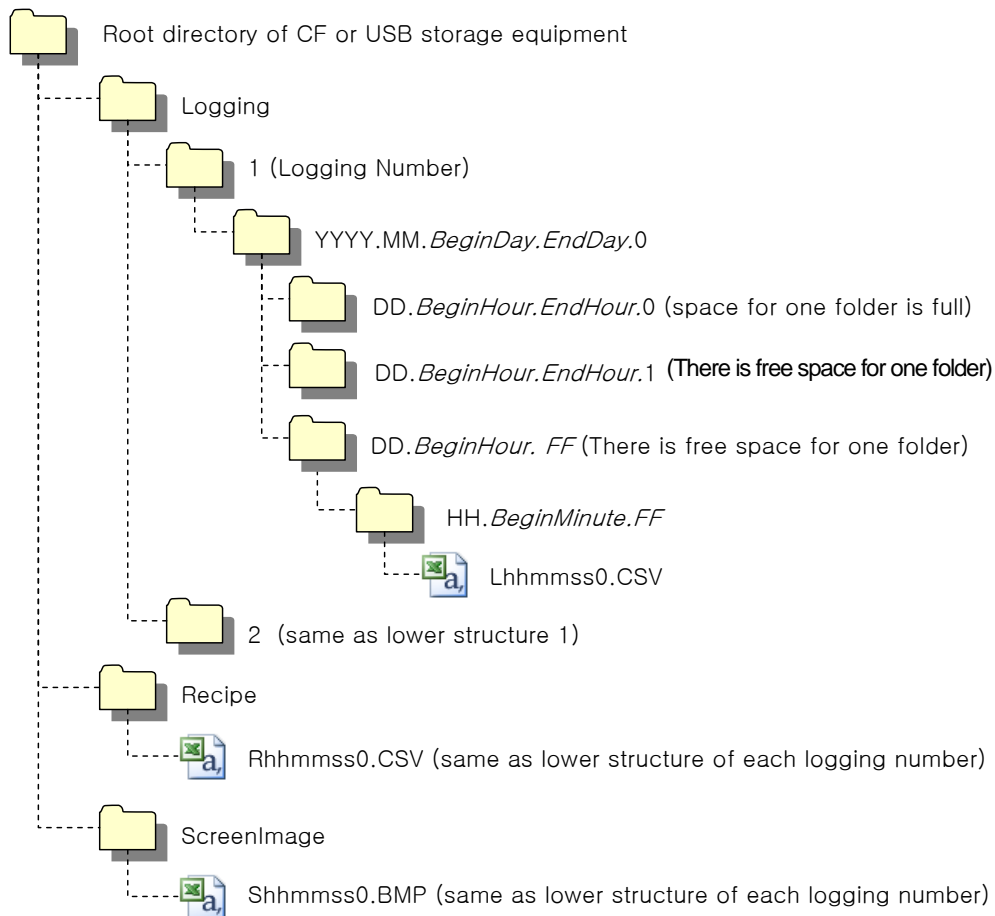 Root directory of CF or USB storage equipment
Logging
1 (Logging Number)
YYYY.MM.BeginDay.EndDay.0
DD.BeginHour.EndHour.0 (space for one folder is full)
DD.BeginHour.EndHour.1 (There is free space for one folder)
DD.BeginHour. FF (There is free space for one folder)
HH.BeginMinute.FF
a,
Lhhmmss0.CSV
2 (same as lower structure 1)
Recipe
a,
Rhhmmss0.CSV (same as lower structure of each logging number)
ScreenImage
a,
Shhmmss0.BMP (same as lower structure of each logging number)